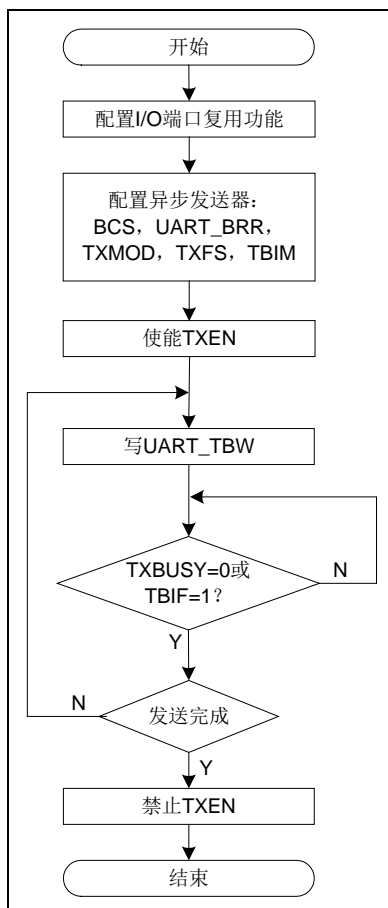 开始
配置I/O端口复用功能
配置异步发送器：
BCS，UART_BRR，
TXMOD，TXFS，TBIM
使能TXEN
写UART_TBW
TXBUSY=0或
TBIF=1？
N
Y
发送完成
N
Y
禁止TXEN
结束